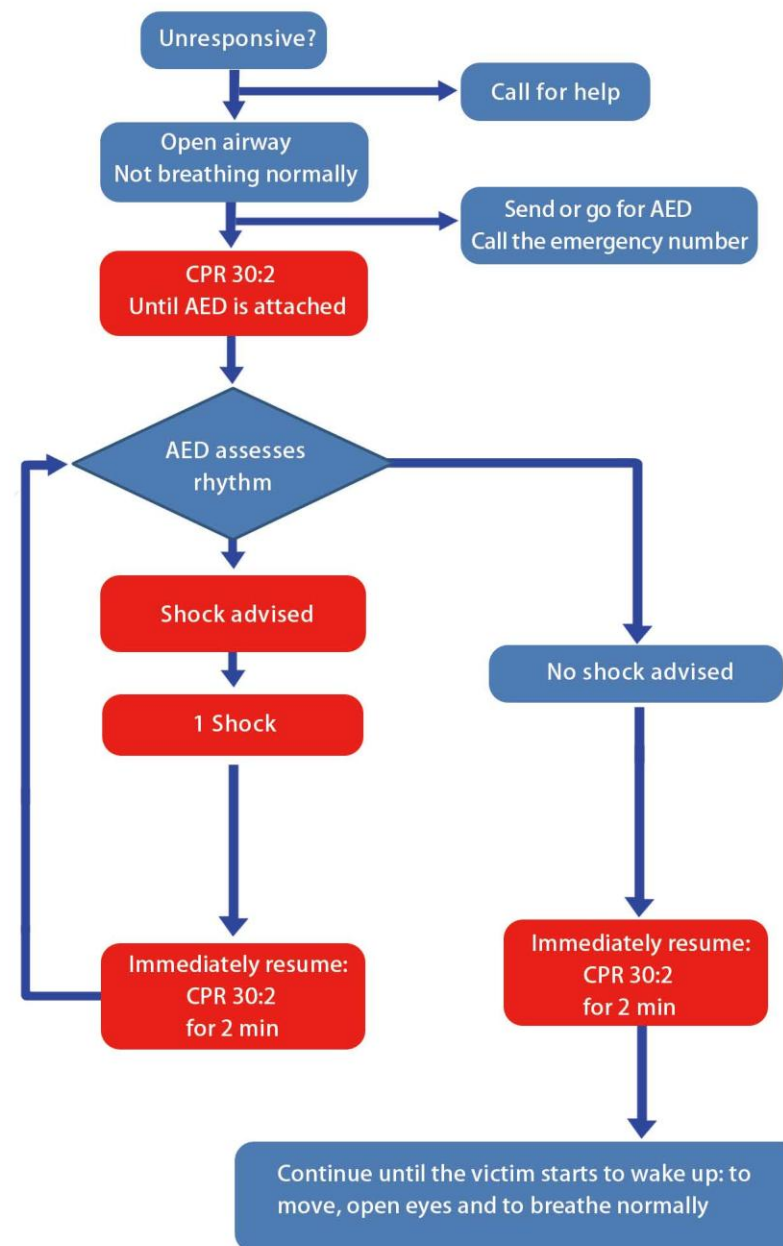 Unresponsive?
Call for help
Open airway
Not breathing normally
Send or go for AED
Call the emergency number
CPR 30:2
Until AED is attached
AED assesses
rhythm
Shock advised
No shock advised
1 Shock
Immediately resume:
CPR 30:2
for 2 min
Immediately resume:
CPR 30:2
for 2 min
Continue until the victim starts to wake up: to
move, open eyes and to breathe normally